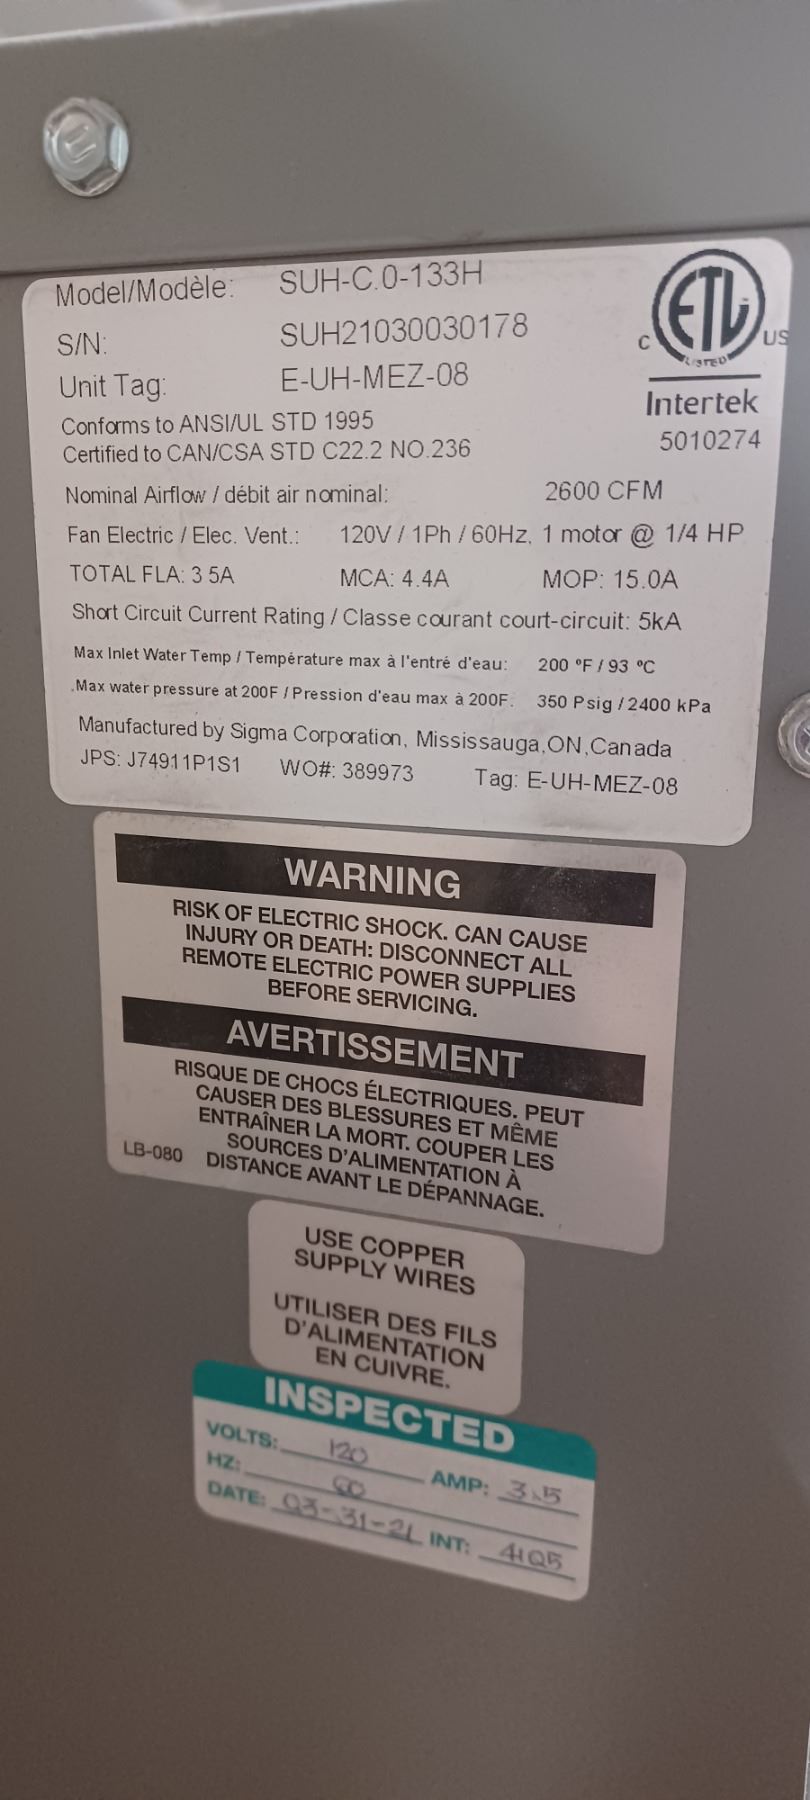 Model/Modèle: SUH-C.0-133H
S/N: SUH21030030178
Unit Tag: E-UH-MEZ-08
ETL
LISTED
C US
Intertek
5010274
Conforms to ANSI/UL STD 1995
Certified to CAN/CSA STD C22.2 NO.236
Nominal Airflow / débit air nominal: 2600 CFM
Fan Electric / Elec. Vent.: 120V / 1Ph / 60Hz, 1 motor @ 1/4 HP
TOTAL FLA: 3.5A MCA: 4.4A MOP: 15.0A
Short Circuit Current Rating / Classe courant court-circuit: 5kA
Max Inlet Water Temp / Température max à l'entré d'eau: 200 ºF / 93 ºC
Max water pressure at 200F / Pression d'eau max à 200F: 350 Psig / 2400 kPa
Manufactured by Sigma Corporation, Mississauga,ON,Canada
JPS: J74911P1S1 WO#: 389973 Tag: E-UH-MEZ-08
WARNING
RISK OF ELECTRIC SHOCK. CAN CAUSE
INJURY OR DEATH: DISCONNECT ALL
REMOTE ELECTRIC POWER SUPPLIES
BEFORE SERVICING.
AVERTISSEMENT
RISQUE DE CHOCS ÉLECTRIQUES. PEUT
CAUSER DES BLESSURES ET MÊME
ENTRAÎNER LA MORT. COUPER LES
SOURCES D'ALIMENTATION À
DISTANCE AVANT LE DÉPANNAGE.
LB-080
USE COPPER
SUPPLY WIRES
UTILISER DES FILS
D'ALIMENTATION
EN CUIVRE.
INSPECTED
VOLTS: 120 AMP: 3.5
HZ: 60
DATE: 03-31-21 INT: 4105